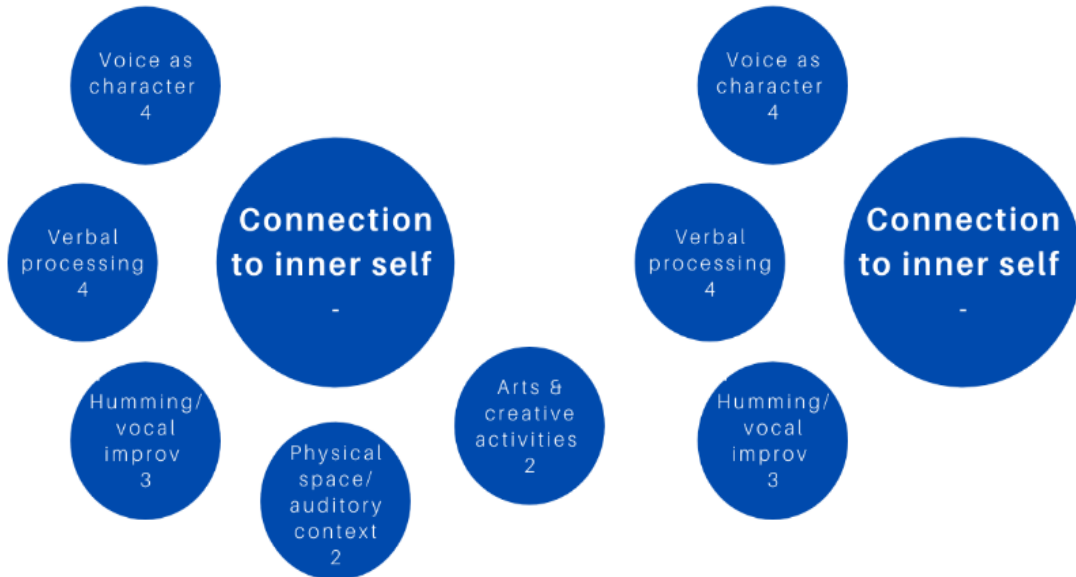 Voice as
character
4
Verbal
processing
4
Humming/
vocal
improv
3
Connection
to inner self
-
Physical
space/
auditory
context
2
Arts &
creative
activities
2
Voice as
character
4
Verbal
processing
4
Humming/
vocal
improv
3
Connection
to inner self
-